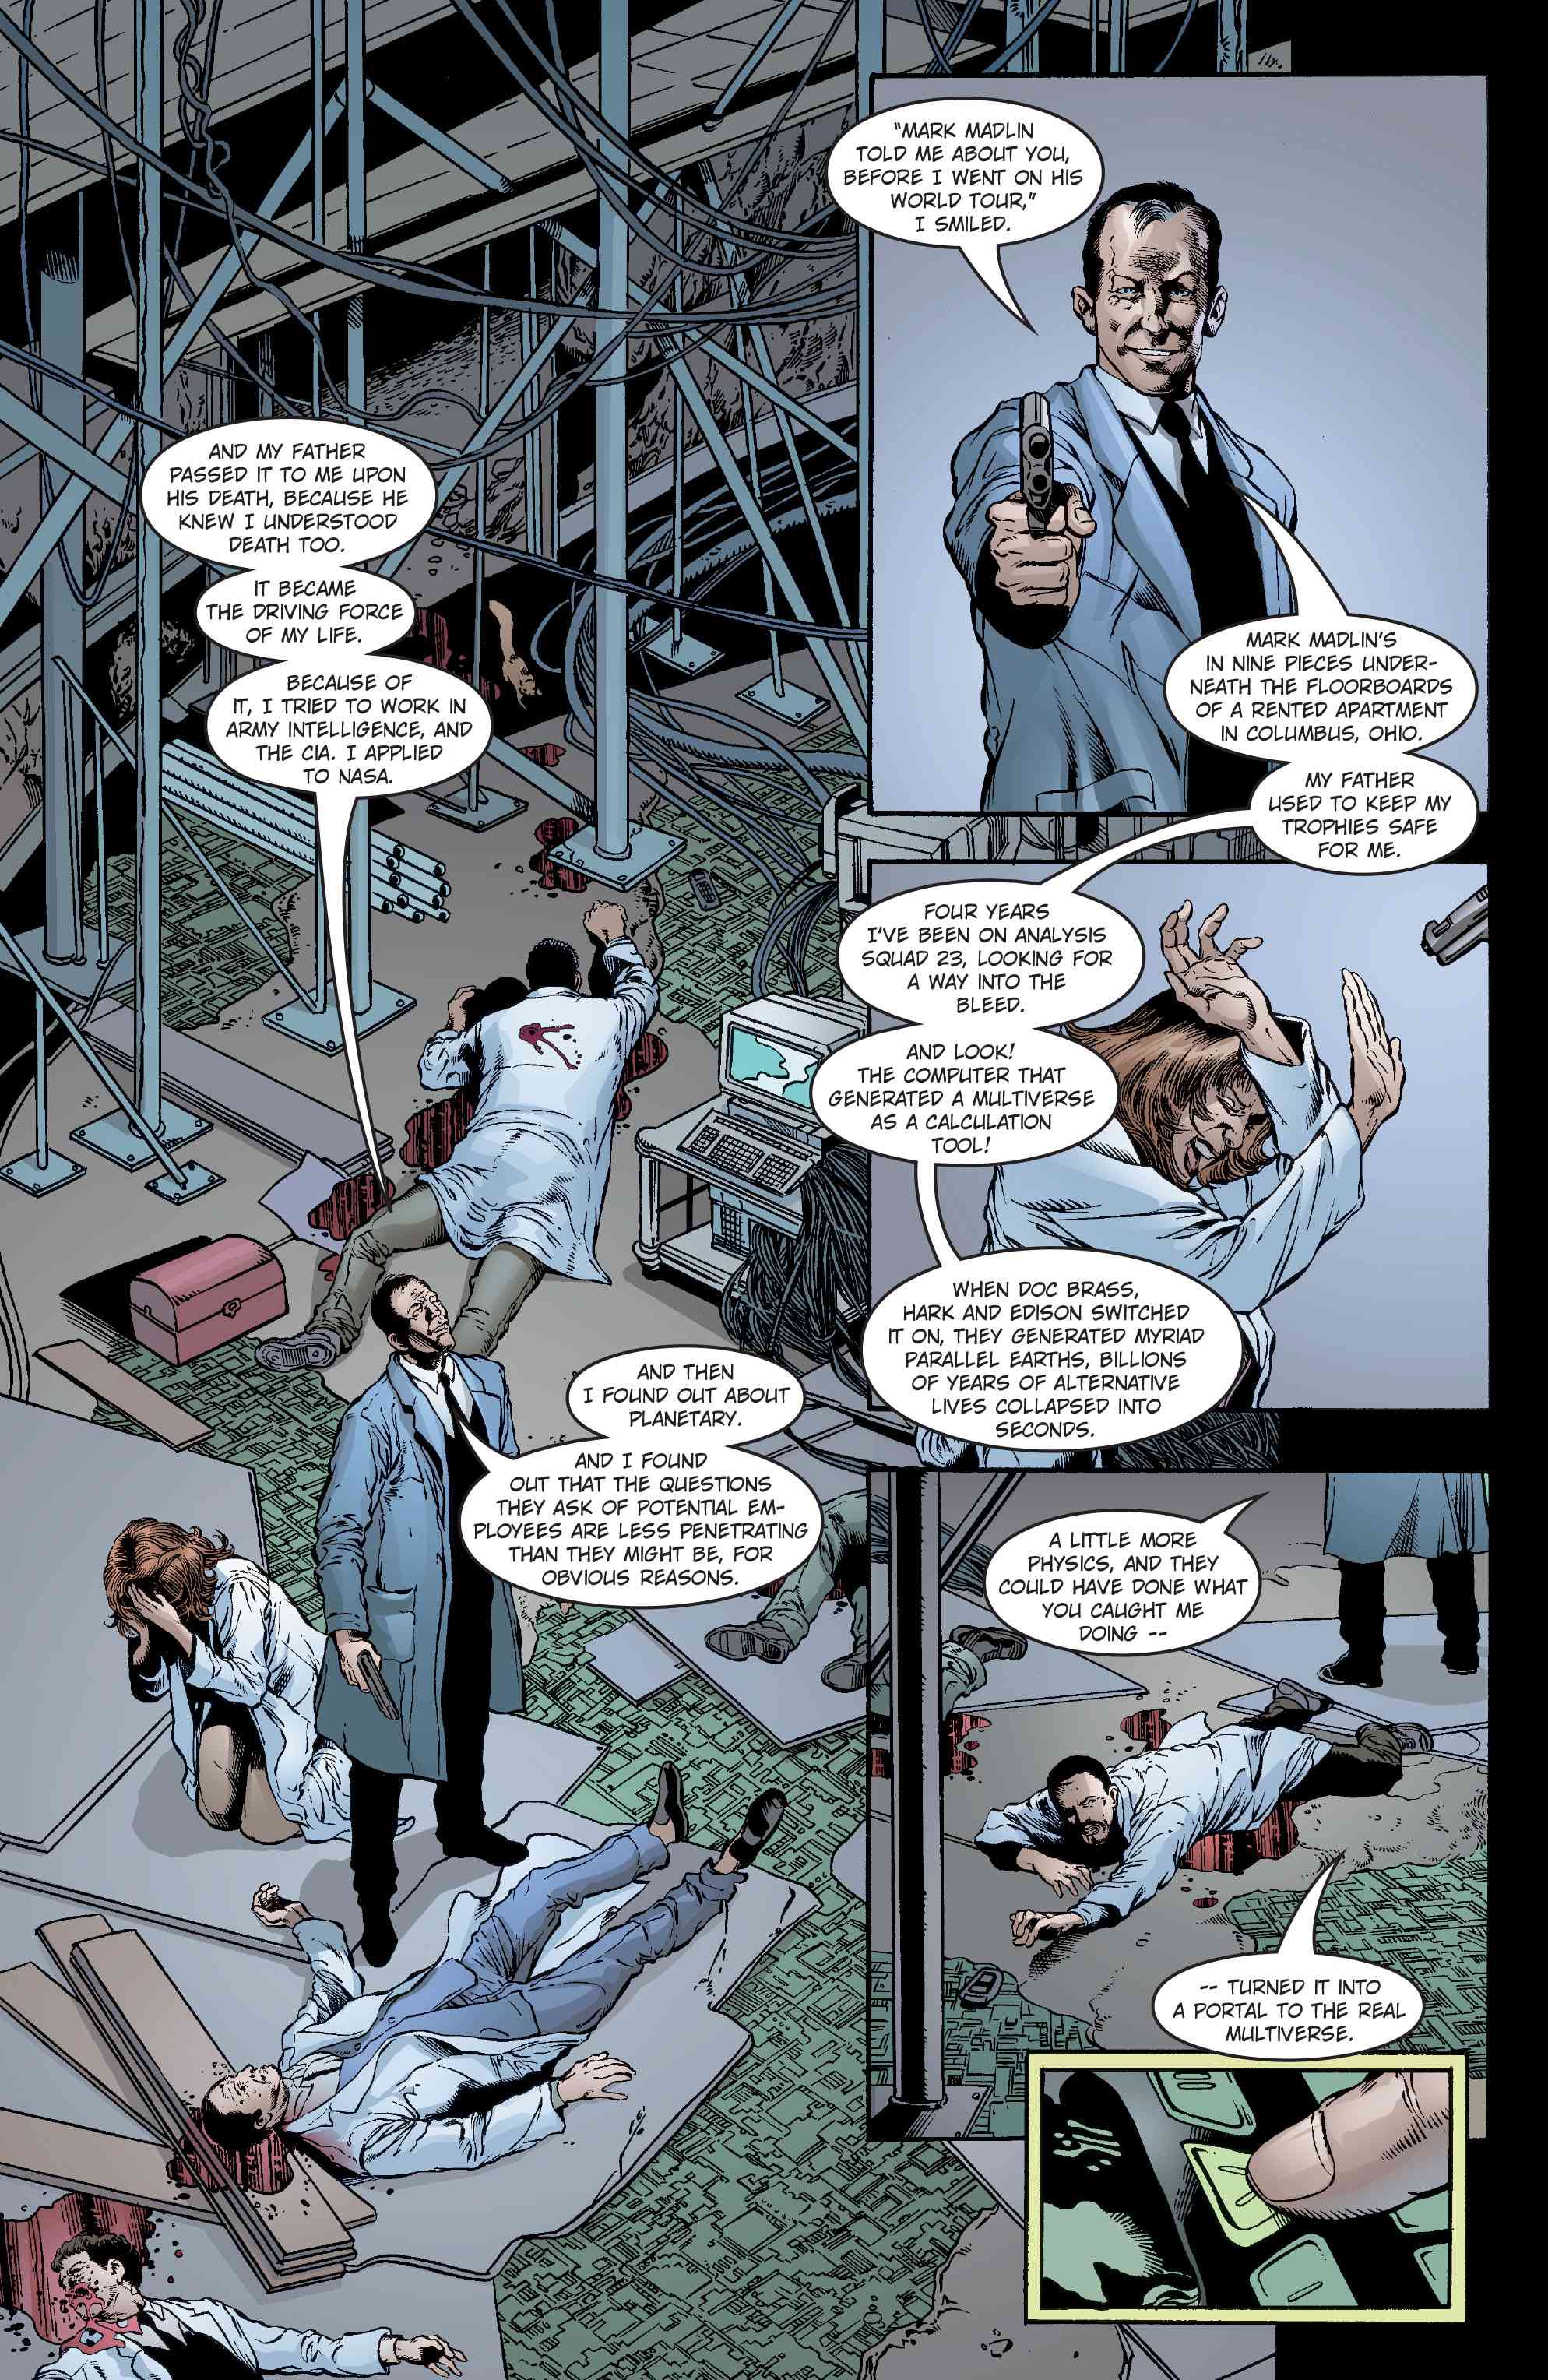 AND MY FATHER
PASSED IT TO ME UPON
HIS DEATH, BECAUSE HE
KNEW I UNDERSTOOD
DEATH TOO.
IT BECAME
THE DRIVING FORCE
OF MY LIFE.
BECAUSE OF
IT, I TRIED TO WORK IN
ARMY INTELLIGENCE, AND
THE CIA. I APPLIED
TO NASA.
AND THEN
I FOUND OUT ABOUT
PLANETARY.
AND I FOUND
OUT THAT THE QUESTIONS
THEY ASK OF POTENTIAL EM-
PLOYEES ARE LESS PENETRATING
THAN THEY MIGHT BE, FOR
OBVIOUS REASONS.
"MARK MADLIN
TOLD ME ABOUT YOU,
BEFORE I WENT ON HIS
WORLD TOUR,"
I SMILED.
MARK MADLIN'S
IN NINE PIECES UNDER-
NEATH THE FLOORBOARDS
OF A RENTED APARTMENT
IN COLUMBUS, OHIO.
MY FATHER
USED TO KEEP MY
TROPHIES SAFE
FOR ME.
FOUR YEARS
I'VE BEEN ON ANALYSIS
SQUAD 23, LOOKING FOR
A WAY INTO THE
BLEED.
AND LOOK!
THE COMPUTER THAT
GENERATED A MULTIVERSE
AS A CALCULATION
TOOL!
WHEN DOC BRASS,
HARK AND EDISON SWITCHED
IT ON, THEY GENERATED MYRIAD
PARALLEL EARTHS, BILLIONS
OF YEARS OF ALTERNATIVE
LIVES COLLAPSED INTO
SECONDS.
A LITTLE MORE
PHYSICS, AND THEY
COULD HAVE DONE WHAT
YOU CAUGHT ME
DOING --
-- TURNED IT INTO
A PORTAL TO THE REAL
MULTIVERSE.